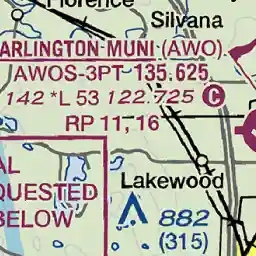 Florence
Silvana
ARLINGTON MUNI (AWO)
AWOS-3PT 135.625
142 *L 53 122.725 C
RP 11, 16
AL
QUESTED
BELOW
Lakewood
882
(315)